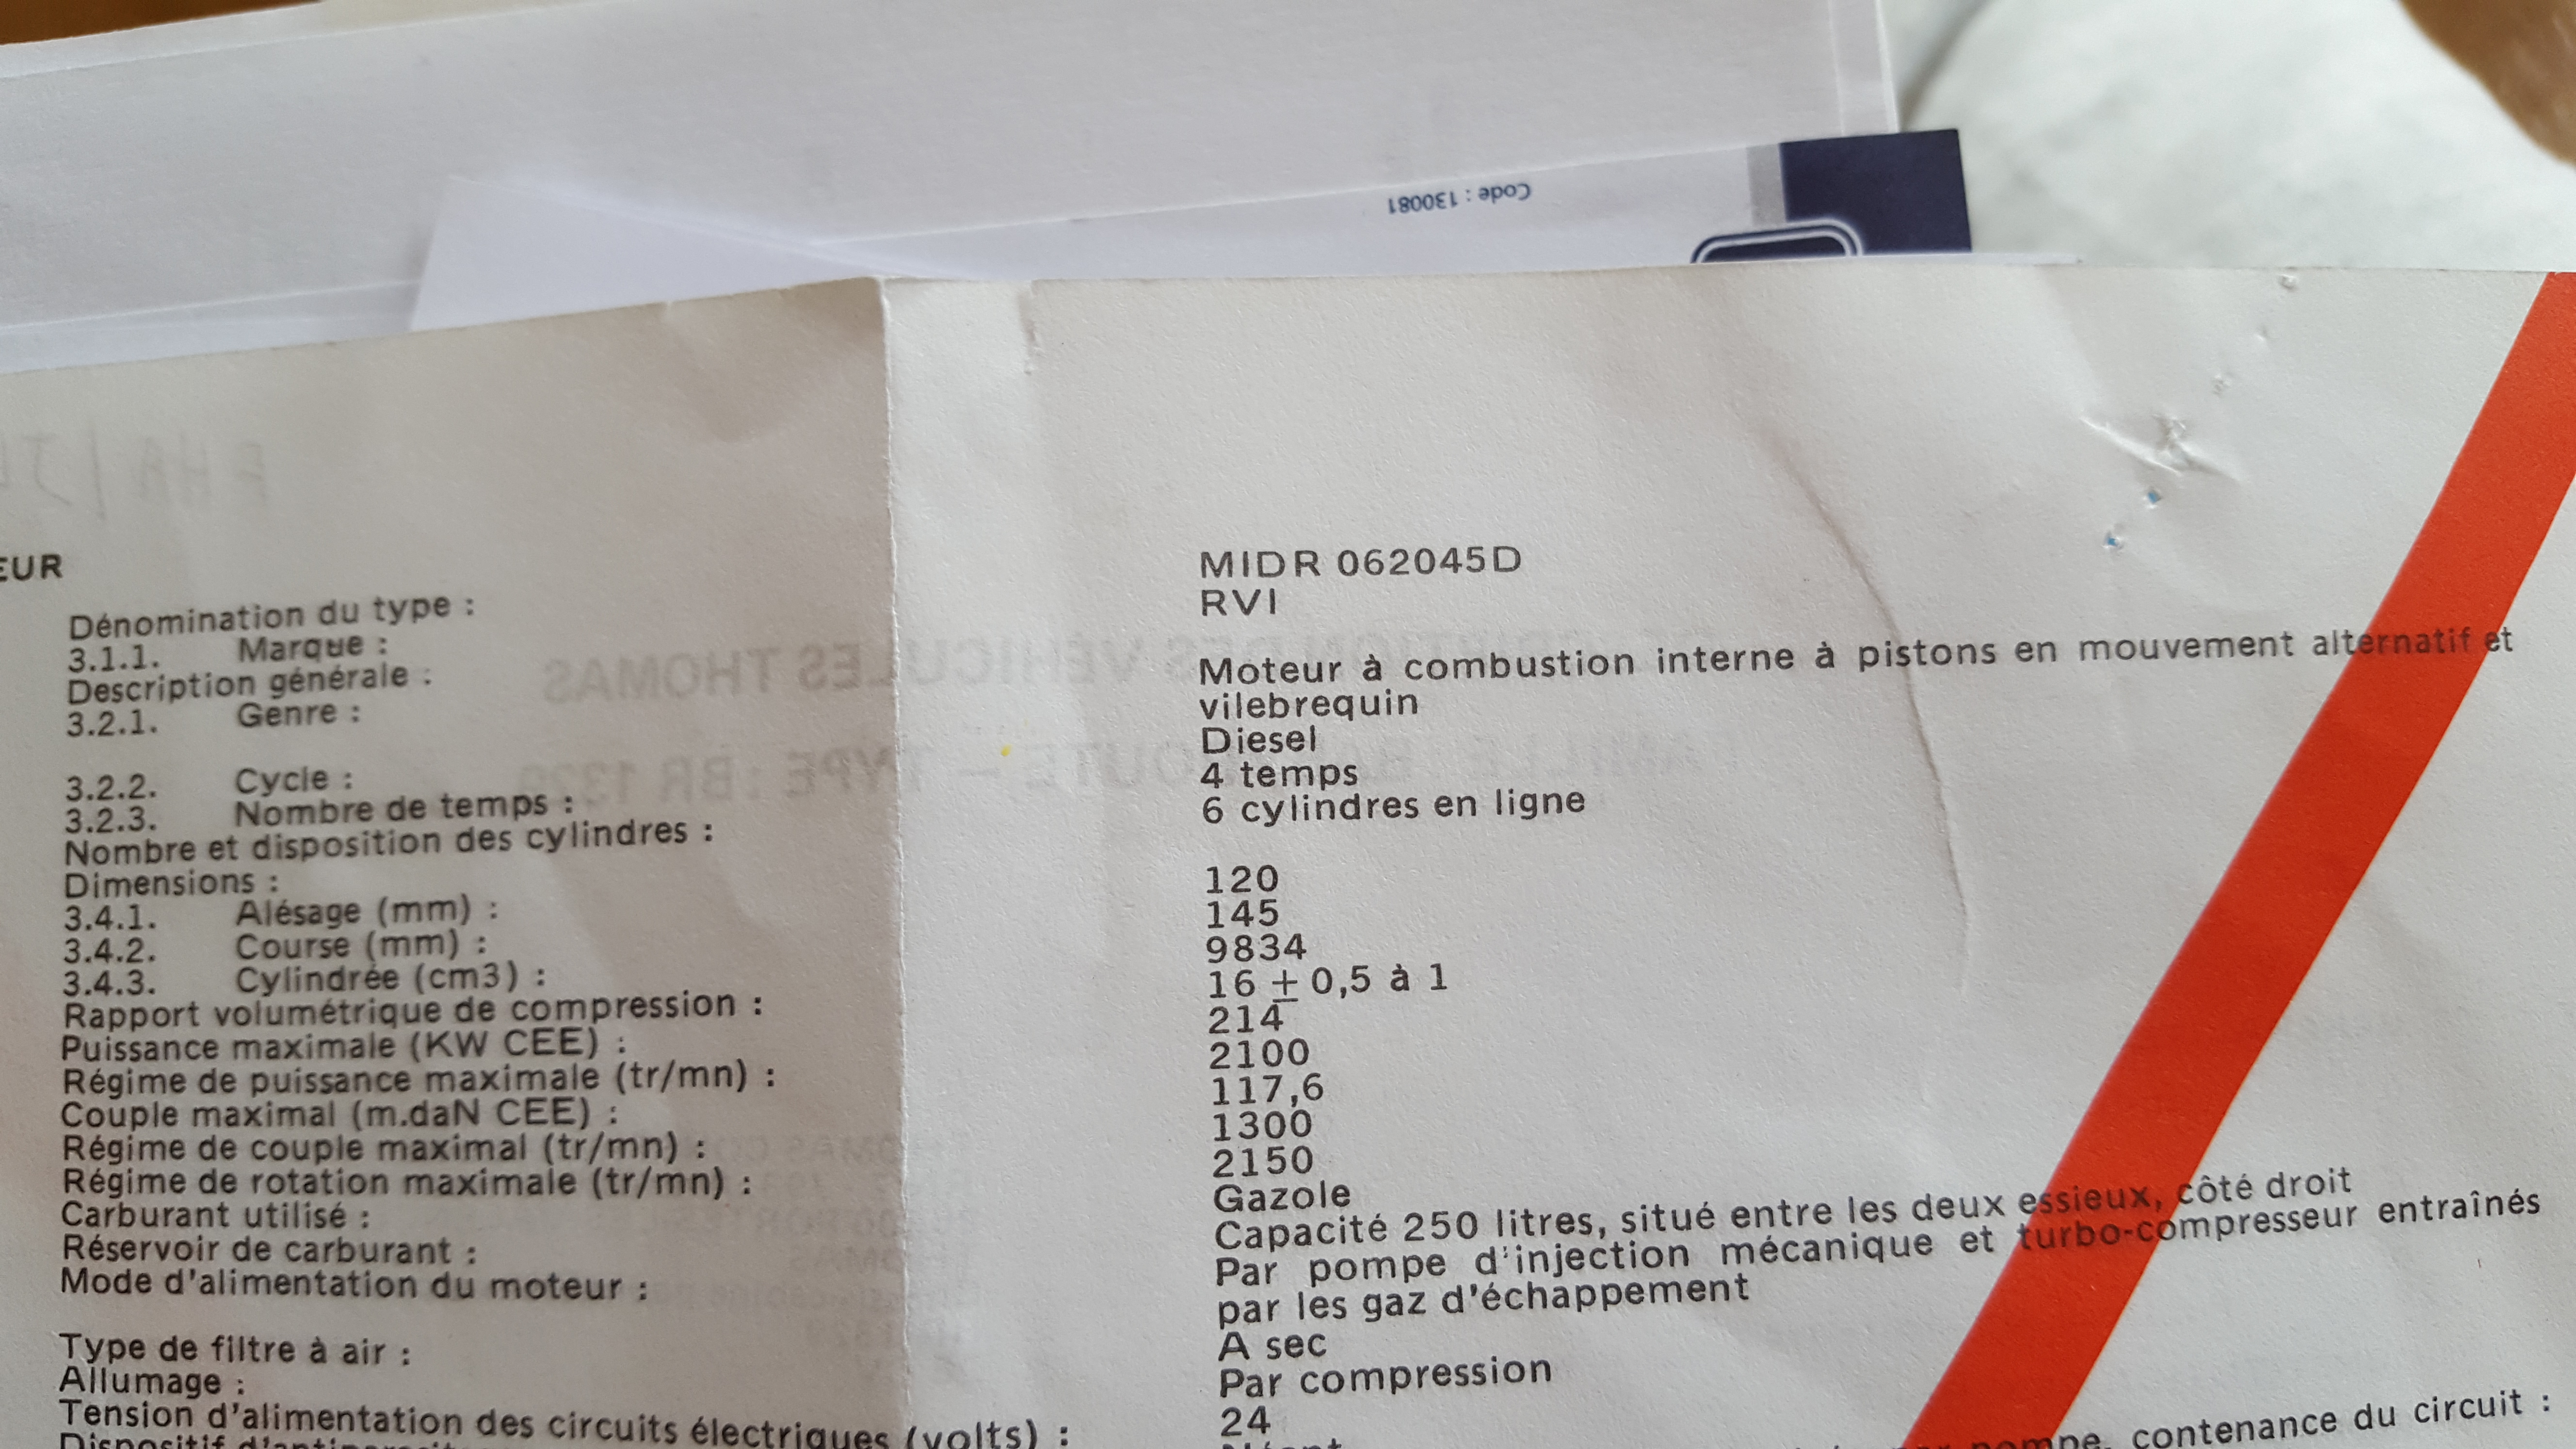 Code : 130081
EUR
Dénomination du type : MIDR 062045D
3.1.1. Marque : RVI
Description générale :
3.2.1. Genre : Moteur à combustion interne à pistons en mouvement alternatif et
vilebrequin
3.2.2. Cycle : Diesel
3.2.3. Nombre de temps : 4 temps
Nombre et disposition des cylindres : 6 cylindres en ligne
Dimensions :
3.4.1. Alésage (mm) : 120
3.4.2. Course (mm) : 145
3.4.3. Cylindrée (cm3) : 9834
Rapport volumétrique de compression : 16 ± 0,5 à 1
Puissance maximale (KW CEE) : 214
Régime de puissance maximale (tr/mn) : 2100
Couple maximal (m.daN CEE) : 117,6
Régime de couple maximal (tr/mn) : 1300
Régime de rotation maximale (tr/mn) : 2150
Carburant utilisé : Gazole
Réservoir de carburant : Capacité 250 litres, situé entre les deux essieux, côté droit
Mode d'alimentation du moteur : Par pompe d'injection mécanique et turbo-compresseur entraînés
par les gaz d'échappement
Type de filtre à air : A sec
Allumage : Par compression
Tension d'alimentation des circuits électriques (volts) : 24
pompe, contenance du circuit :